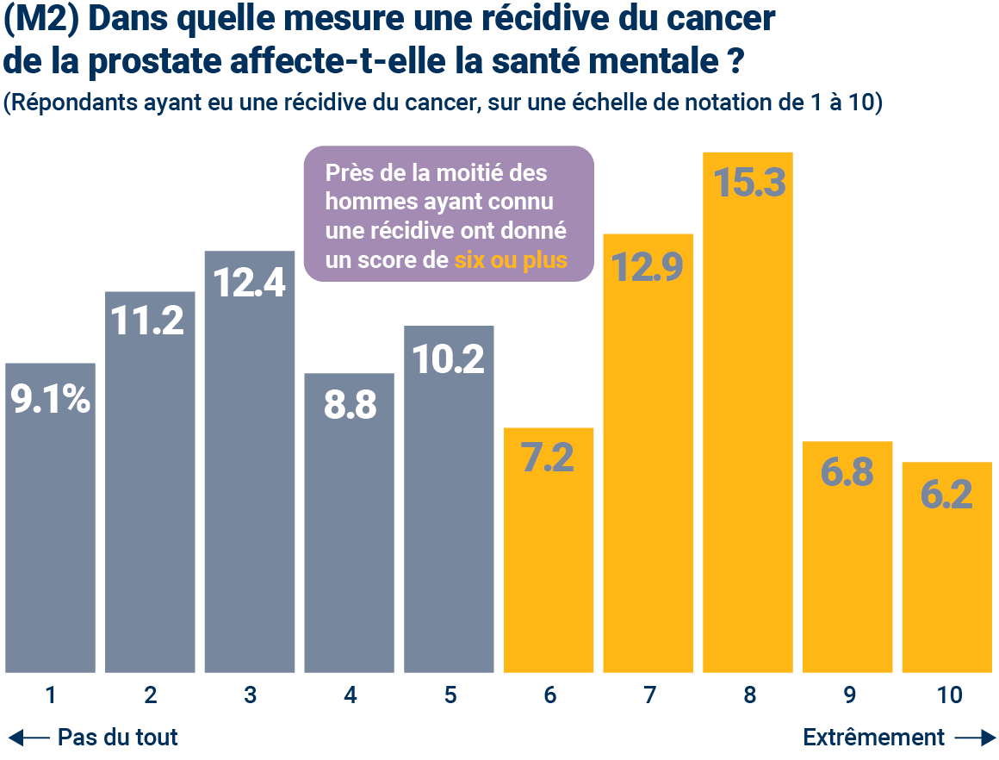 (M2) Dans quelle mesure une récidive du cancer
de la prostate affecte-t-elle la santé mentale ?
(Répondants ayant eu une récidive du cancer, sur une échelle de notation de 1 à 10)
Près de la moitié des
hommes ayant connu
une récidive ont donné
un score de six ou plus
9.1%
11.2
12.4
8.8
10.2
7.2
12.9
15.3
6.8
6.2
1 2 3 4 5 6 7 8 9 10
Pas du tout
Extrêmement